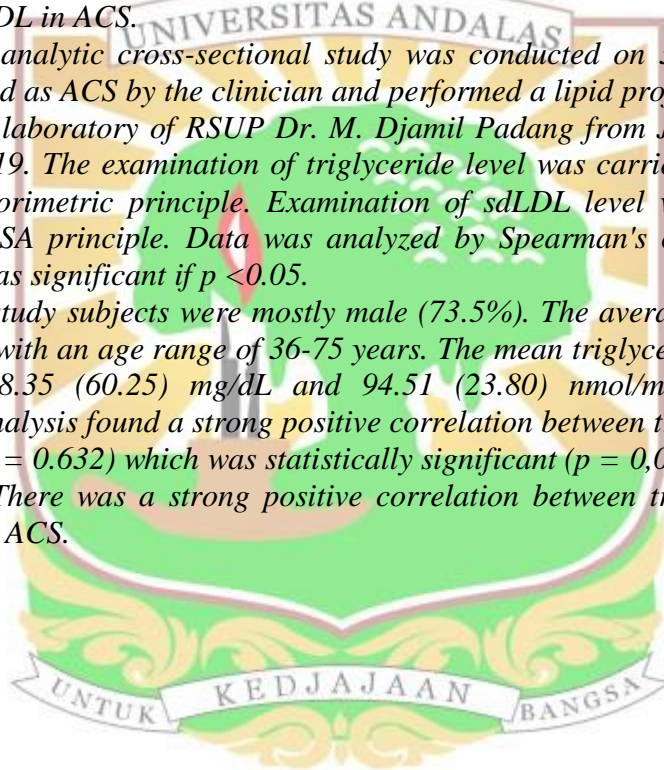 DL in ACS.
UNIVERSITAS ANDALAS
analytic cross-sectional study was conducted on
d as ACS by the clinician and performed a lipid pro
laboratory of RSUP Dr. M. Djamil Padang from J
19. The examination of triglyceride level was carri
orimetric principle. Examination of sdLDL level
SA principle. Data was analyzed by Spearman's
as significant if p <0.05.
tudy subjects were mostly male (73.5%). The avera
with an age range of 36-75 years. The mean triglyce
8.35 (60.25) mg/dL and 94.51 (23.80) nmol/m
nalysis found a strong positive correlation between t
= 0.632) which was statistically significant (p = 0,0
There was a strong positive correlation between tr
ACS.
UNTUK KEDJAJAAN BANGSA